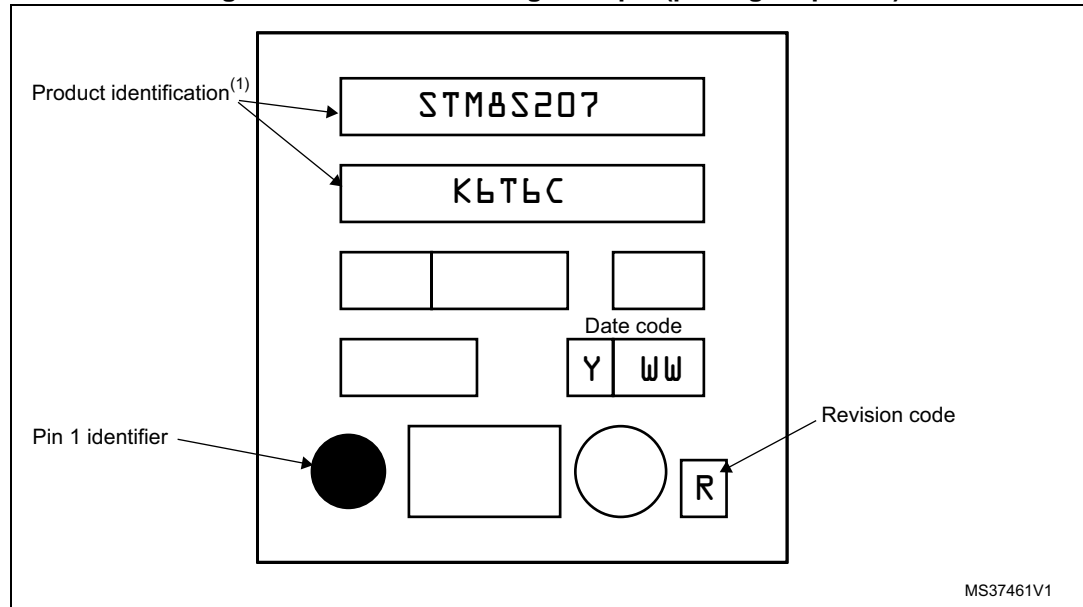 Product identification(1)
STM8S207
K6T6C
Date code
Y WW
Pin 1 identifier
Revision code
R
MS37461V1